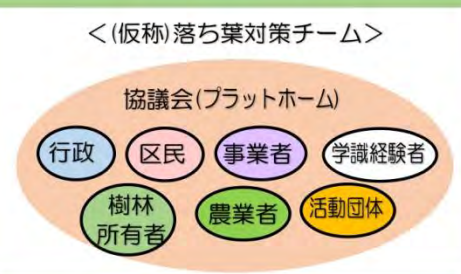 ＜(仮称)落ち葉対策チーム＞
協議会(プラットホーム)
行政 区民 事業者 学識経験者
樹林
所有者
農業者 活動団体